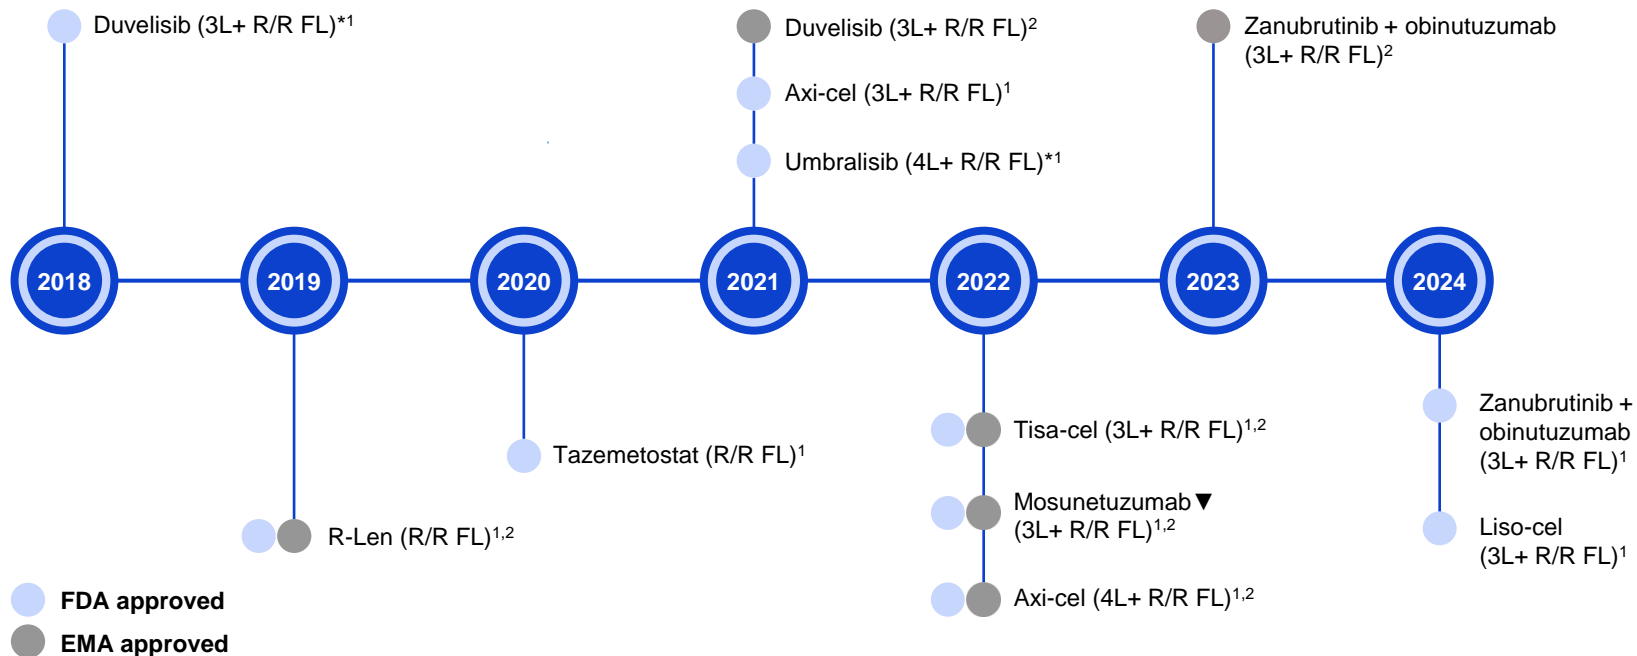 Duvelisib (3L+ R/R FL)*1
Duvelisib (3L+ R/R FL)2
Axi-cel (3L+ R/R FL)1
Umbralisib (4L+ R/R FL)*1
Zanubrutinib + obinutuzumab
(3L+ R/R FL)2
2018
2019
2020
2021
2022
2023
2024
R-Len (R/R FL)1,2
Tazemetostat (R/R FL)1
Tisa-cel (3L+ R/R FL)1,2
Mosunetuzumab▼
(3L+ R/R FL)1,2
Axi-cel (4L+ R/R FL)1,2
Zanubrutinib +
obinutuzumab
(3L+ R/R FL)1
Liso-cel
(3L+ R/R FL)1
FDA approved
EMA approved